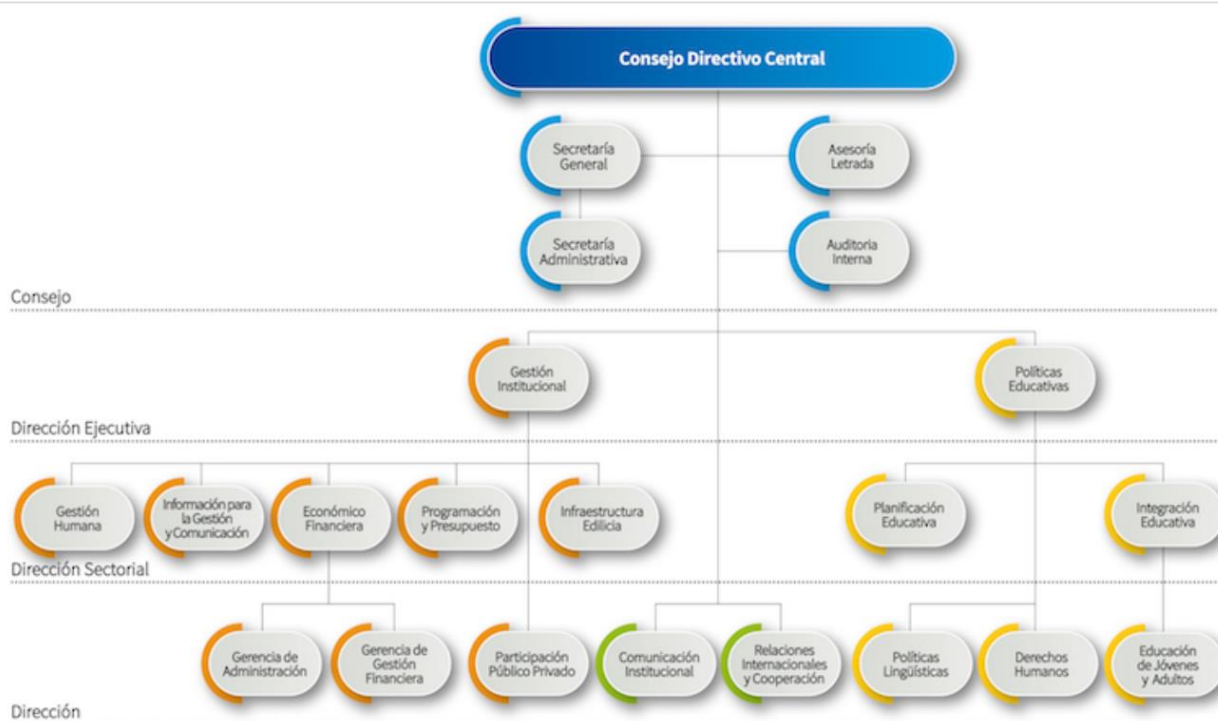 Consejo Directivo Central
Secretaría
General
Asesoría
Letrada
Secretaría
Administrativa
Auditoria
Interna
Consejo
Gestión
Institucional
Políticas
Educativas
Dirección Ejecutiva
Gestión
Humana
Información para
la Gestión
y Comunicación
Económico
Financiera
Programación
y Presupuesto
Infraestructura
Edilicia
Planificación
Educativa
Integración
Educativa
Dirección Sectorial
Gerencia de
Administración
Gerencia de
Gestión
Financiera
Participación
Público Privado
Comunicación
Institucional
Relaciones
Internacionales
y Cooperación
Políticas
Lingüísticas
Derechos
Humanos
Educación
de Jóvenes
y Adultos
Dirección